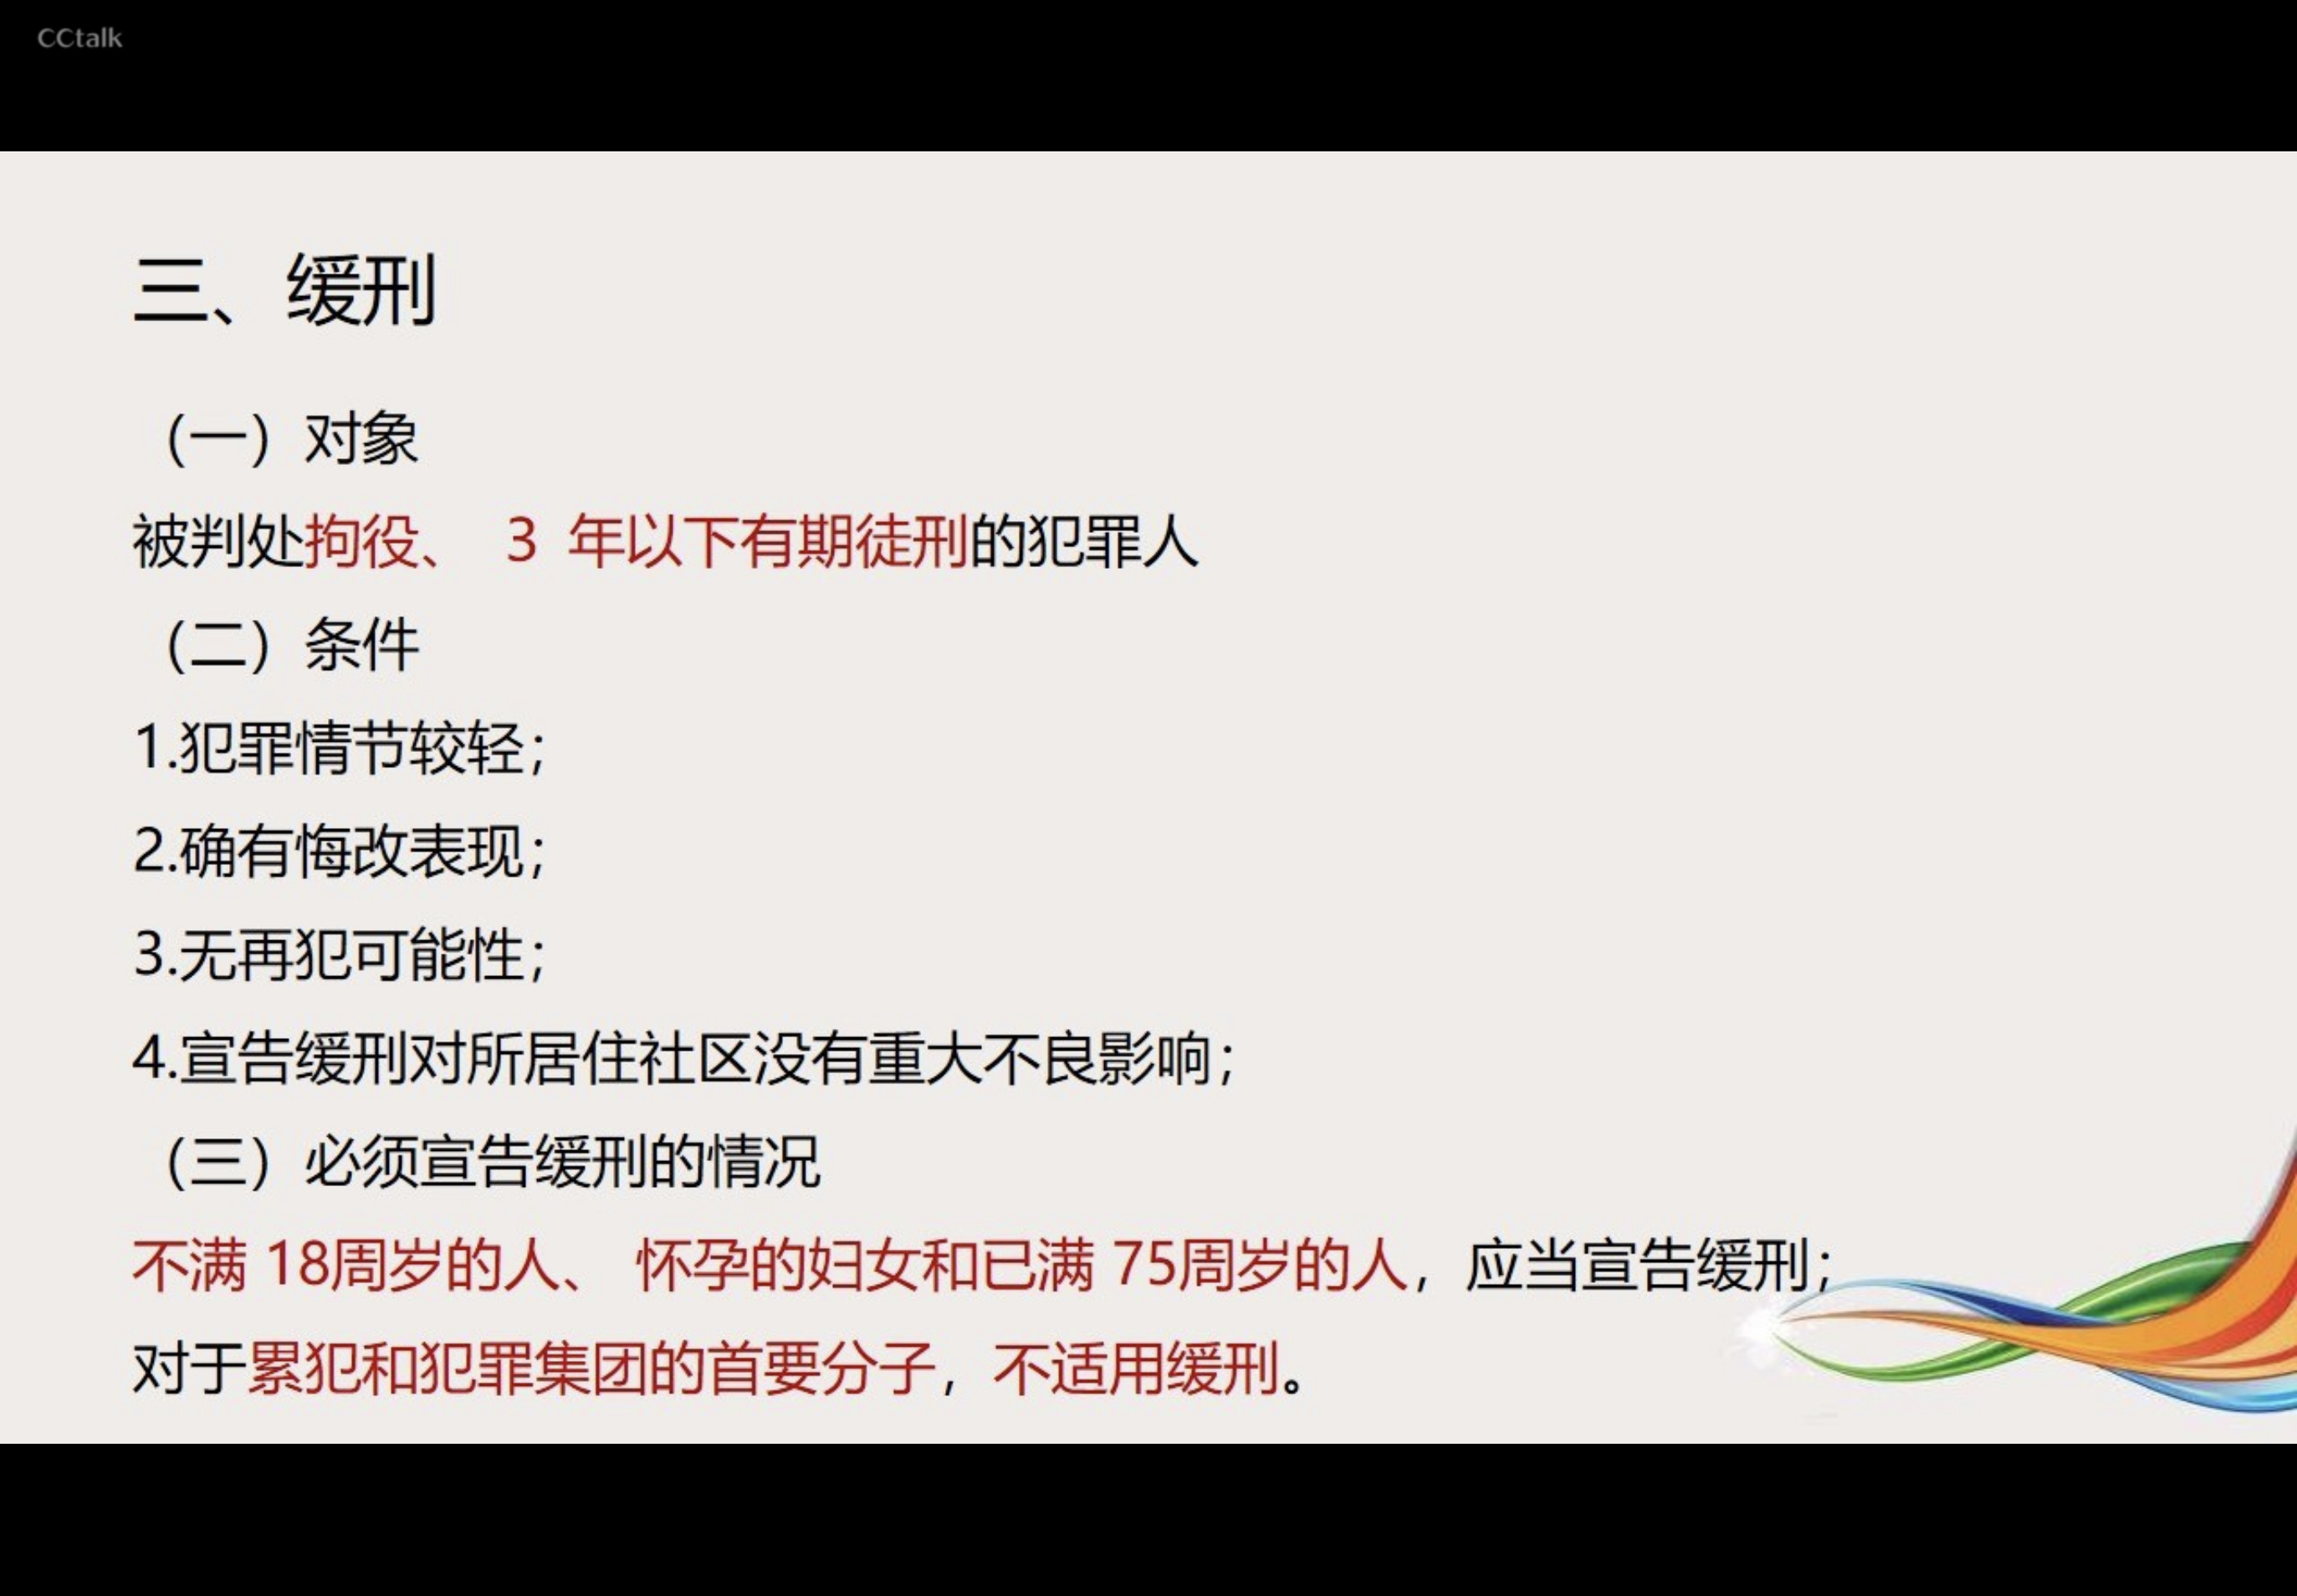 CCtalk
三、缓刑
（一）对象
被判处拘役、 3 年以下有期徒刑的犯罪人
（二）条件
1.犯罪情节较轻；
2.确有悔改表现；
3.无再犯可能性；
4.宣告缓刑对所居住社区没有重大不良影响；
（三）必须宣告缓刑的情况
不满 18周岁的人、 怀孕的妇女和已满 75周岁的人，应当宣告缓刑；
对于累犯和犯罪集团的首要分子，不适用缓刑。